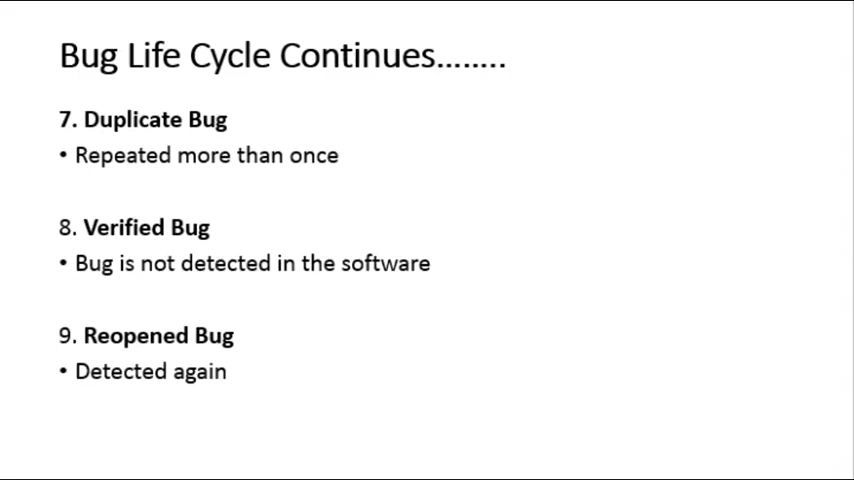 Bug Life Cycle Continues........
7. Duplicate Bug
• Repeated more than once
8. Verified Bug
• Bug is not detected in the software
9. Reopened Bug
• Detected again